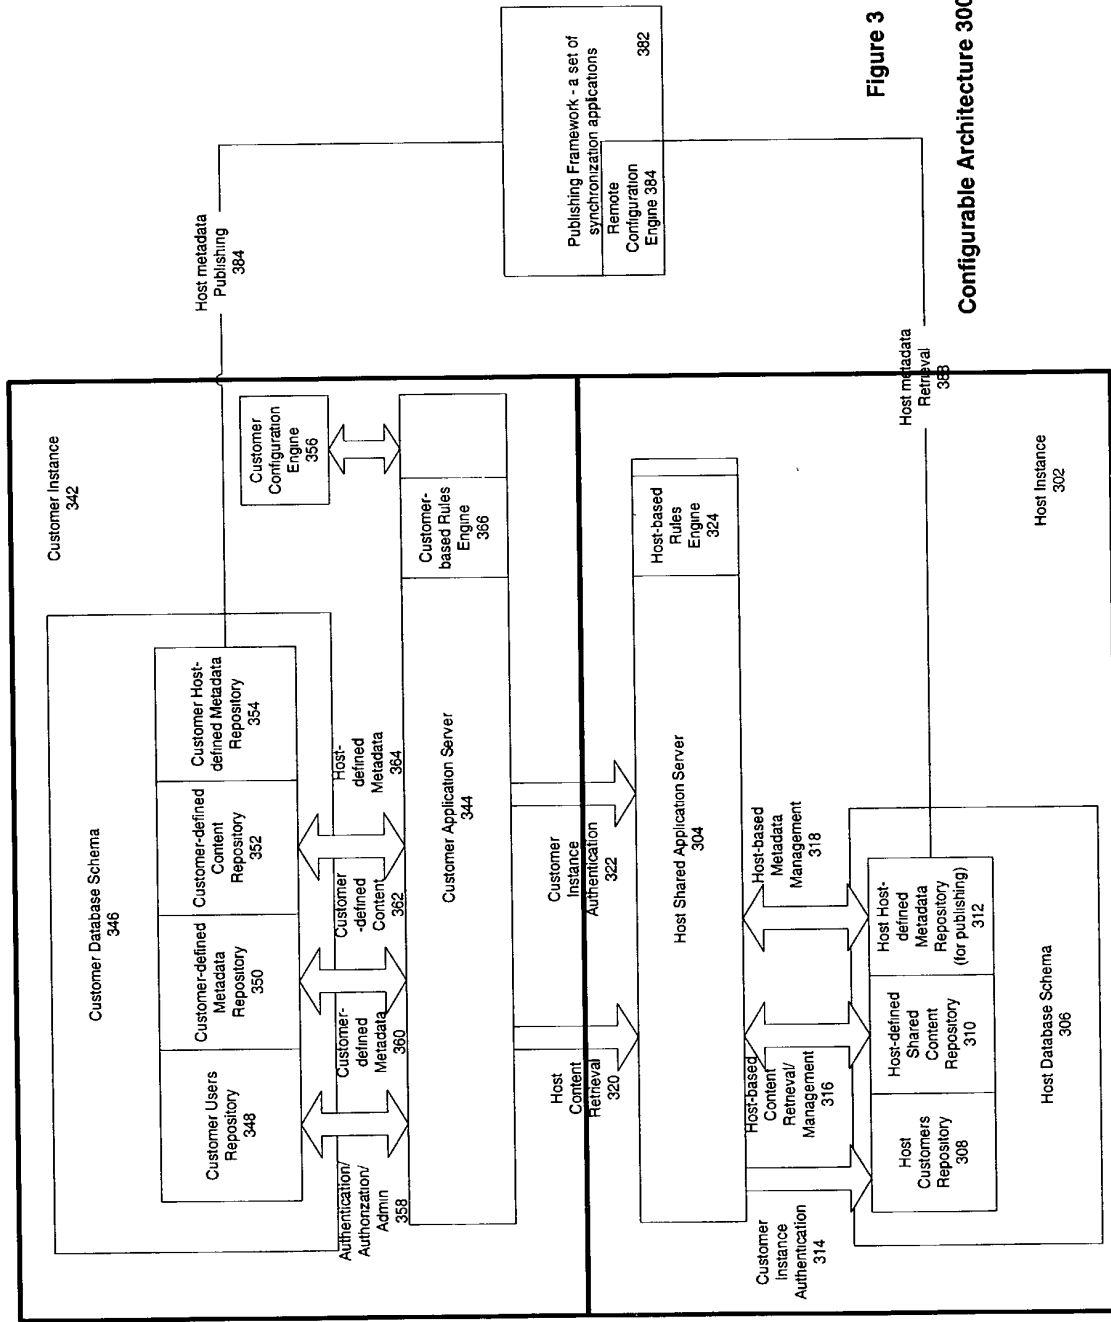 Customer Instance
342
Customer Database Schema
346
Customer Users
Repository
348
Customer-defined
Metadata
Repository
350
Customer-defined
Content
Repository
352
Customer Host-
defined Metadata
Repository
354
Customer
Configuration
Engine
356
Authentication/
Authorization/
Admin
358
Customer-
defined
Metadata
360
Customer
-defined
Content
362
Host-
defined
Metadata
364
Customer Application Server
344
Customer-
based Rules
Engine
366
Host
Content
Retrieval
320
Customer
Instance
Authentication
322
Host Shared Application Server
304
Host-based
Rules
Engine
324
Customer
Instance
Authentication
314
Host-based
Content
Retrieval/
Management
316
Host-based
Metadata
Management
318
Host
Customers
Repository
308
Host-defined
Shared
Content
Repository
310
Host Host-
defined
Metadata
Repository
(for publishing)
312
Host Database Schema
306
Host Instance
302
Host metadata
Publishing
384
Host metadata
Retrieval
388
Publishing Framework - a set of
synchronization applications
382
Remote
Configuration
Engine 384
Figure 3
Configurable Architecture 300